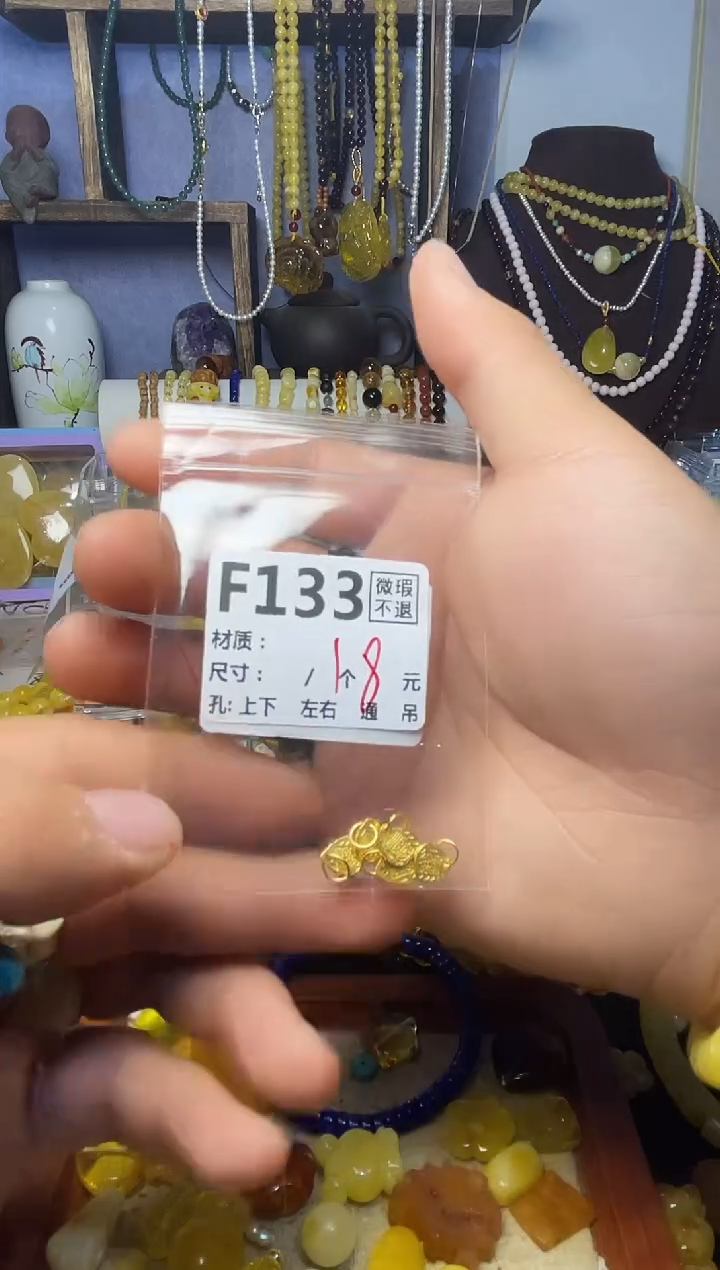 F133 微瑕不退
材质：
尺寸： / 个 18 元
孔: 上下 左右 通 吊